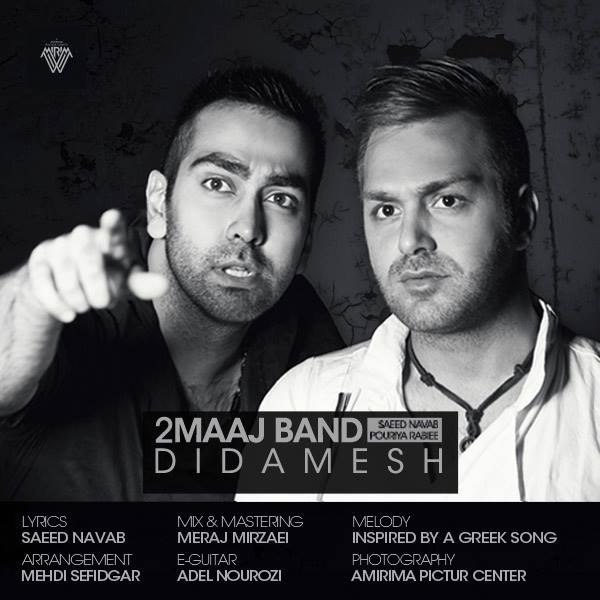 MIRIM
2MAAJ BAND SAEED NAVAB
POURIYA RABIEE
DIDAMESH
LYRICS
SAEED NAVAB
ARRANGEMENT
MEHDI SEFIDGAR
MIX & MASTERING
MERAJ MIRZAEI
E-GUITAR
ADEL NOUROZI
MELODY
INSPIRED BY A GREEK SONG
PHOTOGRAPHY
AMIRIMA PICTUR CENTER